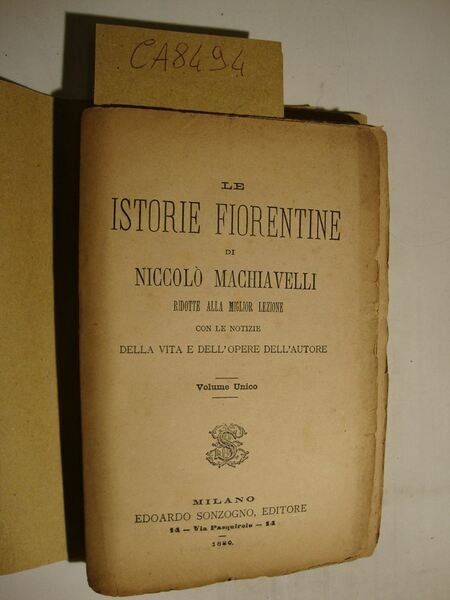 CA8494
LE
ISTORIE FIORENTINE
DI
NICCOLÒ MACHIAVELLI
RIDOTTE ALLA MIGLIOR LEZIONE
CON LE NOTIZIE
DELLA VITA E DELL'OPERE DELL'AUTORE
Volume Unico
MILANO
EDOARDO SONZOGNO, EDITORE
14 — Via Pasquirolo — 14